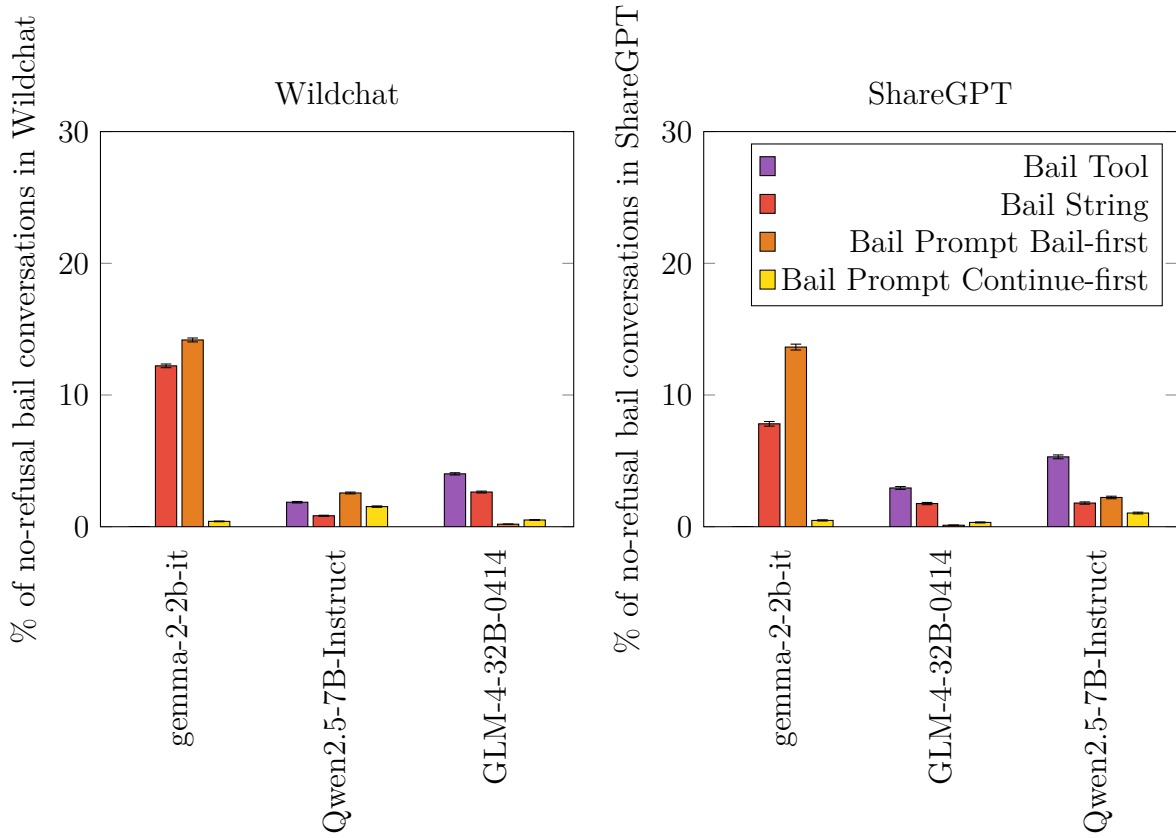 Wildchat
% of no-refusal bail conversations in Wildchat
30
20
10
0
gemma-2-2b-it
Qwen2.5-7B-Instruct
GLM-4-32B-0414
ShareGPT
% of no-refusal bail conversations in ShareGPT
30
20
10
0
Bail Tool
Bail String
Bail Prompt Bail-first
Bail Prompt Continue-first
gemma-2-2b-it
GLM-4-32B-0414
Qwen2.5-7B-Instruct